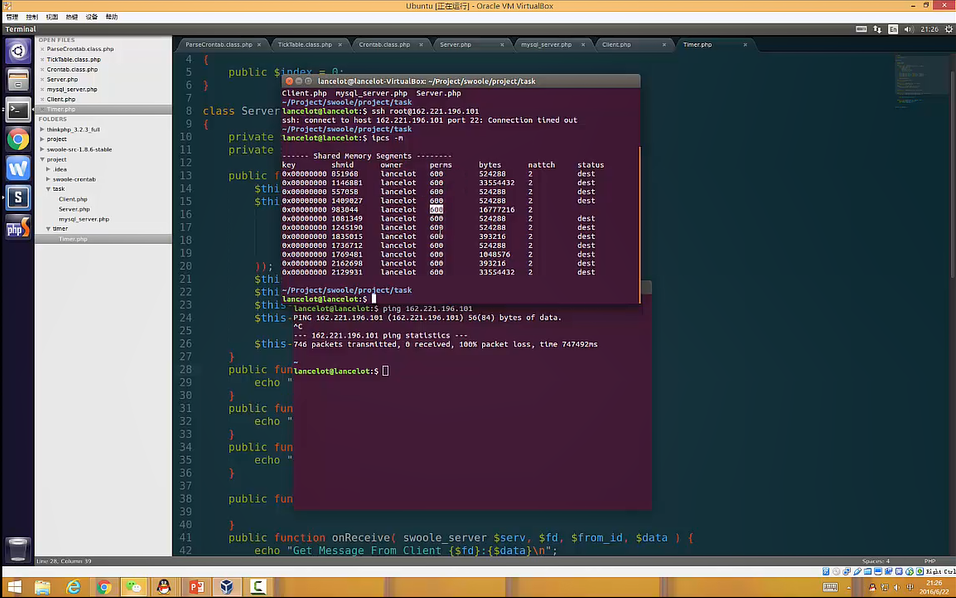 Ubuntu [正在运行] - Oracle VM VirtualBox
管理 控制 视图 热键 设备 帮助
Terminal
En
21:26
OPEN FILES
ParseCrontab.class.php
TickTable.class.php
Crontab.class.php
Server.php
mysql_server.php
Client.php
Timer.php
FOLDERS
thinkphp_3.2.3_full
project
swoole-src-1.8.6-stable
project
.idea
swoole-crontab
task
Client.php
Server.php
mysql_server.php
timer
Timer.php
ParseCrontab.class.php TickTable.class.php Crontab.class.php Server.php mysql_server.php Client.php Timer.php
4 {
5 public $index = 0;
6 }
8 class Server
9 {
10 private
11 private
13 public fun
14 $thi
15 $thi
16
17
18
20 });
21 $thi
22 $thi
23 $thi
24 $this-
26 $this-
27 }
28 public fun
29 echo "
30 }
31 public fun
32 echo "
33 }
34 public fun
35 echo "
36 }
38 public fun
40 }
41 public function onReceive( swoole_server $serv, $fd, $from_id, $data ) {
42 echo "Get Message From Client {$fd}:{$data}\n";
lancelot@lancelot-VirtualBox: ~/Project/swoole/project/task
Client.php mysql_server.php Server.php
~/Project/swoole/project/task
lancelot@lancelot:$ ssh root@162.221.196.101
ssh: connect to host 162.221.196.101 port 22: Connection timed out
~/Project/swoole/project/task
lancelot@lancelot:$ ipcs -m
------ Shared Memory Segments --------
key shmid owner perms bytes nattch status
0x00000000 851968 lancelot 600 524288 2 dest
0x00000000 1146881 lancelot 600 33554432 2 dest
0x00000000 557058 lancelot 600 524288 2 dest
0x00000000 1409027 lancelot 600 524288 2 dest
0x00000000 983044 lancelot 600 16777216 2
0x00000000 1081349 lancelot 600 524288 2 dest
0x00000000 1245190 lancelot 600 524288 2 dest
0x00000000 1835015 lancelot 600 393216 2 dest
0x00000000 1736712 lancelot 600 524288 2 dest
0x00000000 1769481 lancelot 600 1048576 2 dest
0x00000000 2162698 lancelot 600 393216 2 dest
0x00000000 2129931 lancelot 600 33554432 2 dest
~/Project/swoole/project/task
lancelot@lancelot:$
lancelot@lancelot:$ ping 162.221.196.101
PING 162.221.196.101 (162.221.196.101) 56(84) bytes of data.
^C
--- 162.221.196.101 ping statistics ---
746 packets transmitted, 0 received, 100% packet loss, time 747492ms
~
lancelot@lancelot:$
Line 28, Column 39
Spaces: 4
PHP
Right Ctrl
21:26
2016/6/22